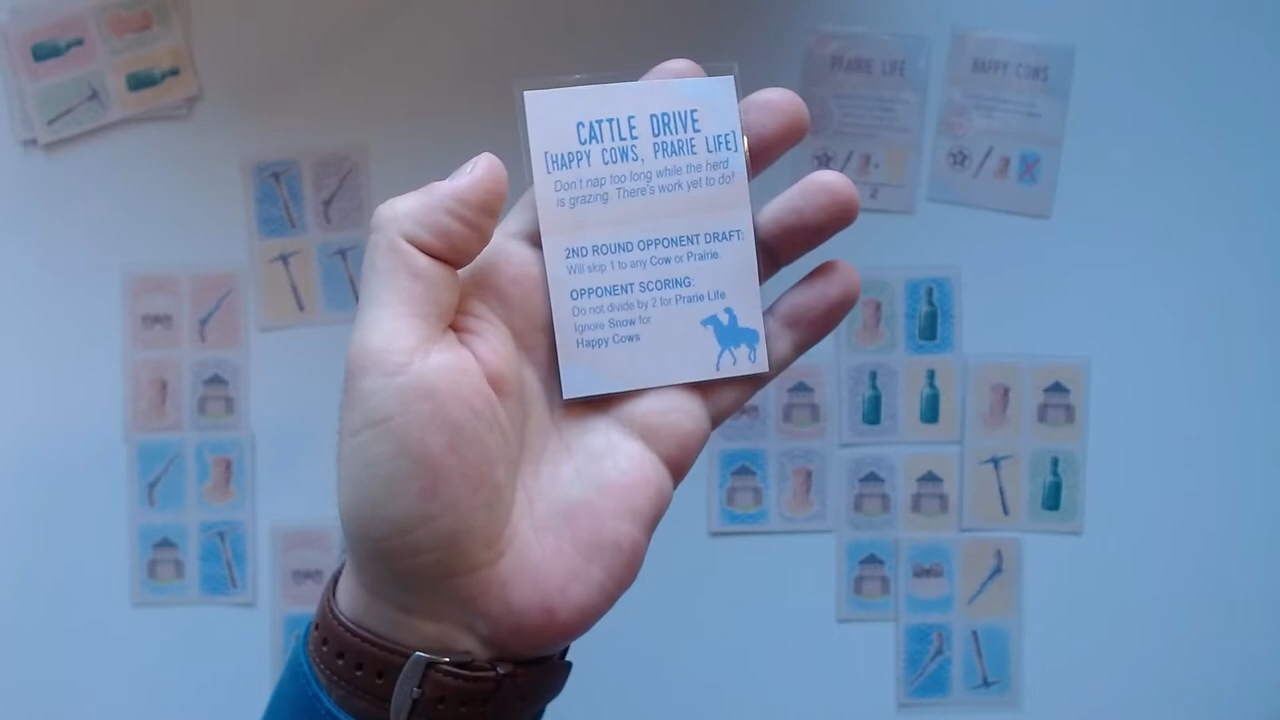 PRAIRIE LIFE
HAPPY COWS
2
CATTLE DRIVE
[HAPPY COWS, PRARIE LIFE]
Don't nap too long while the herd
is grazing. There's work yet to do!
2ND ROUND OPPONENT DRAFT:
Will skip 1 to any Cow or Prairie
OPPONENT SCORING:
Do not divide by 2 for Prarie Life
Ignore Snow for
Happy Cows